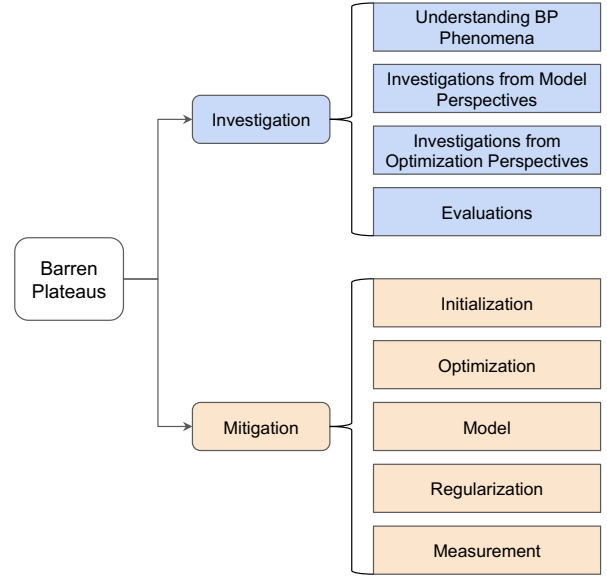 Barren
Plateaus
Investigation
Understanding BP
Phenomena
Investigations from Model
Perspectives
Investigations from
Optimization Perspectives
Evaluations
Mitigation
Initialization
Optimization
Model
Regularization
Measurement